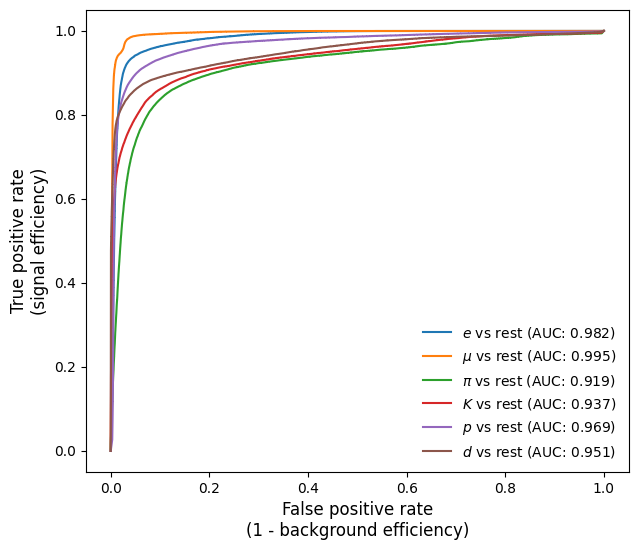 1.0
0.8
0.6
0.4
0.2
0.0
True positive rate
(signal efficiency)
e vs rest (AUC: 0.982)
μ vs rest (AUC: 0.995)
π vs rest (AUC: 0.919)
K vs rest (AUC: 0.937)
p vs rest (AUC: 0.969)
d vs rest (AUC: 0.951)
0.0 0.2 0.4 0.6 0.8 1.0
False positive rate
(1 - background efficiency)